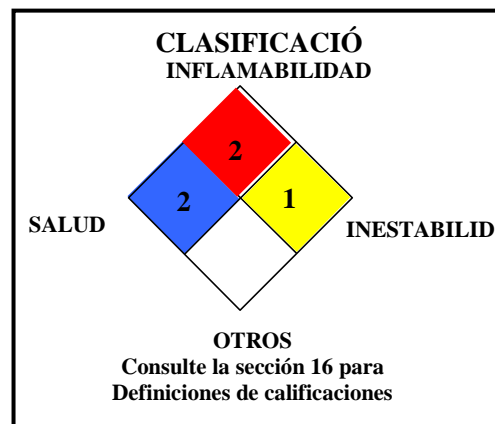 CLASIFICACIÓ
INFLAMABILIDAD
2
2
1
SALUD
INESTABILID
OTROS
Consulte la sección 16 para
Definiciones de calificaciones